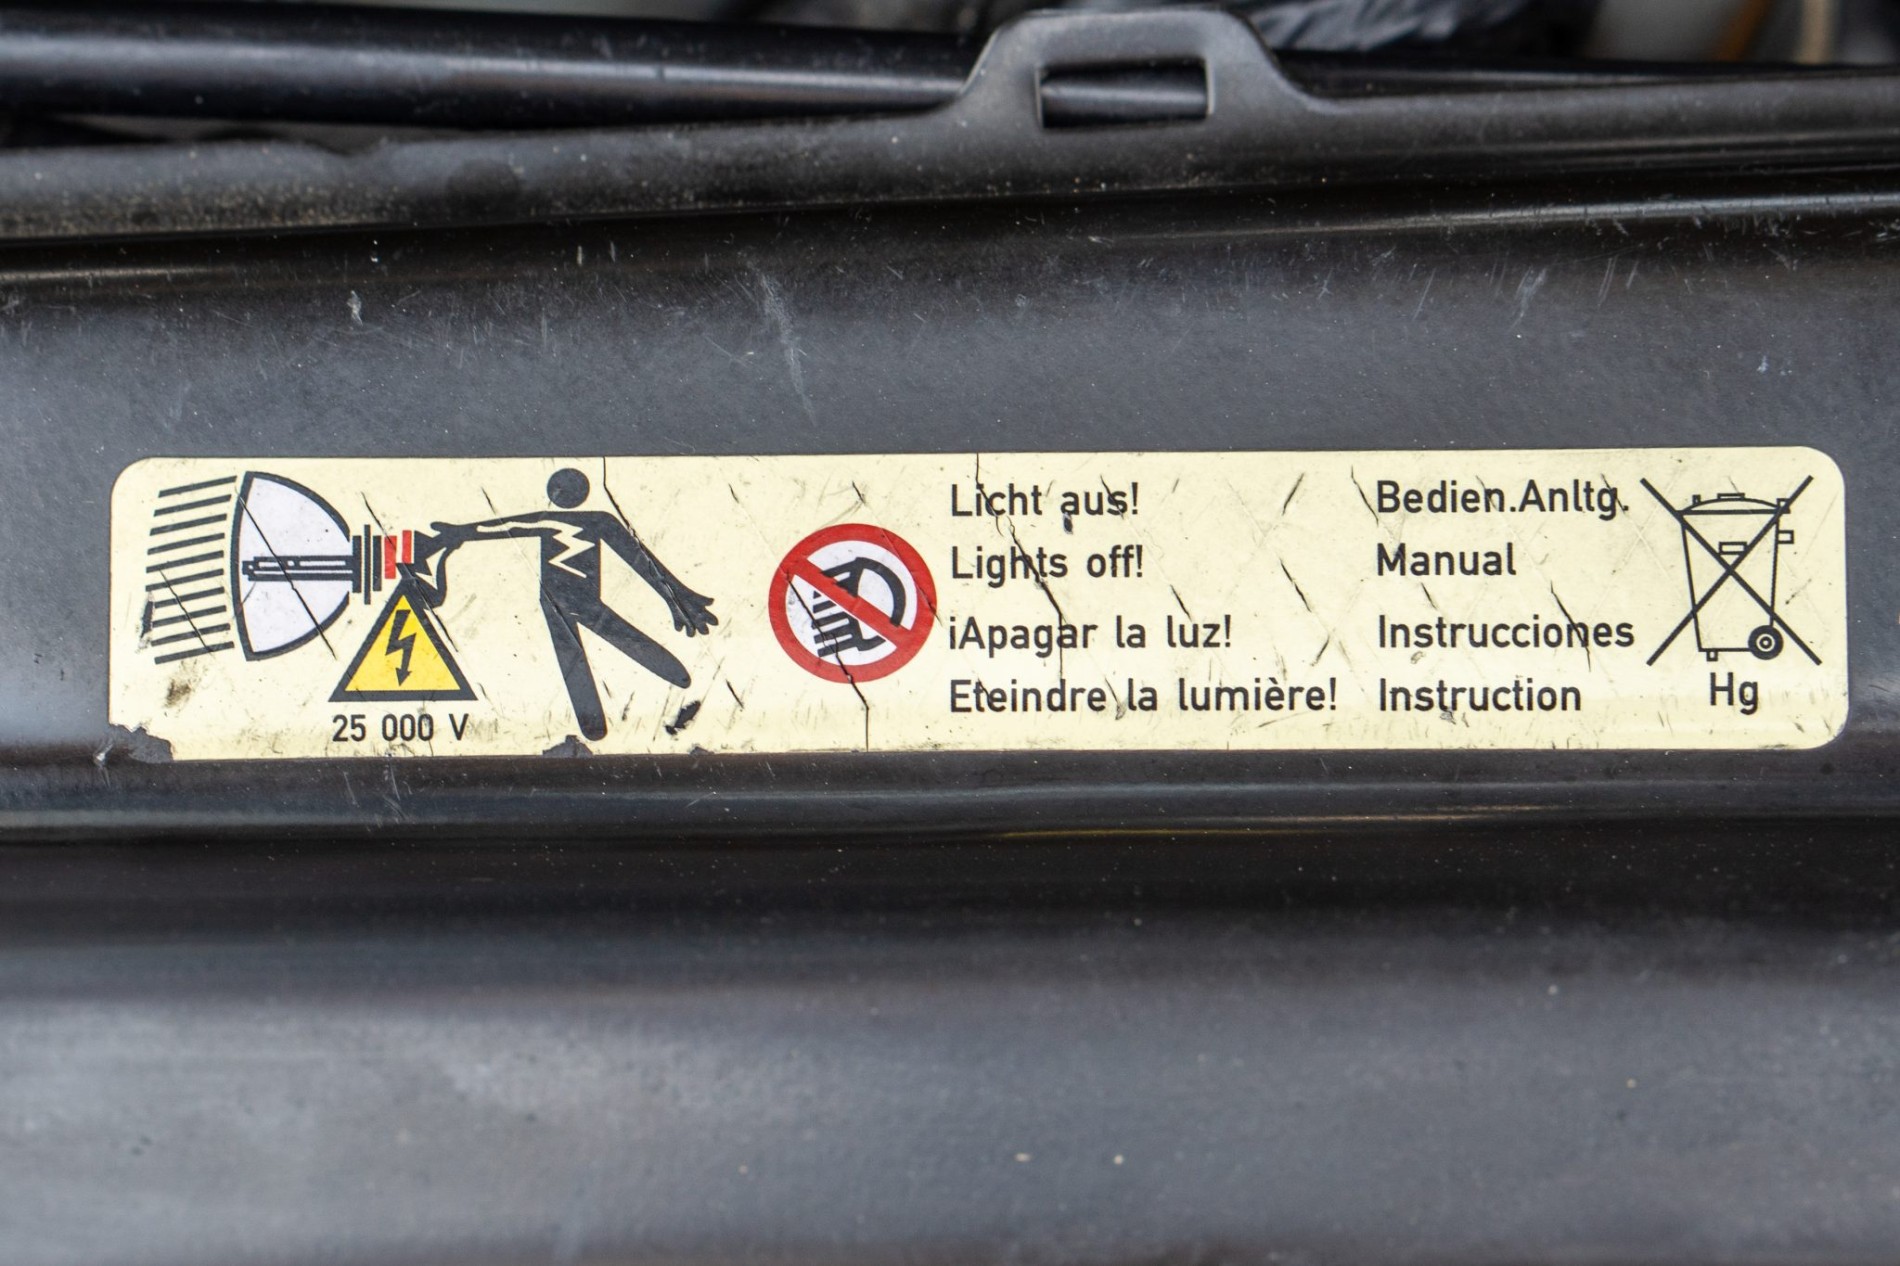 25 000 V
Licht aus!
Lights off!
¡Apagar la luz!
Eteindre la lumière!
Bedien.Anltg.
Manual
Instrucciones
Instruction
Hg